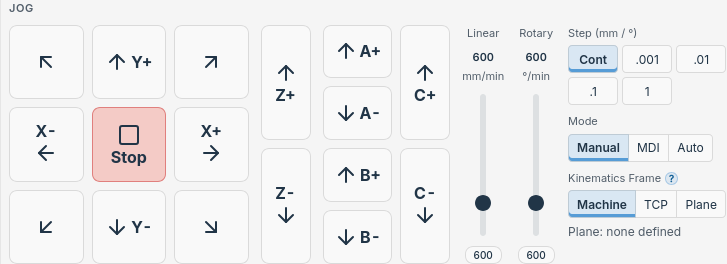 JOG
Y+
X-
Stop
X+
Y-
Z+
Z-
A+
A-
B+
B-
C+
C-
Linear
600
mm/min
600
Rotary
600
°/min
600
Step (mm / °)
Cont .001 .01
.1 1
Mode
Manual MDI Auto
Kinematics Frame ?
Machine TCP Plane
Plane: none defined